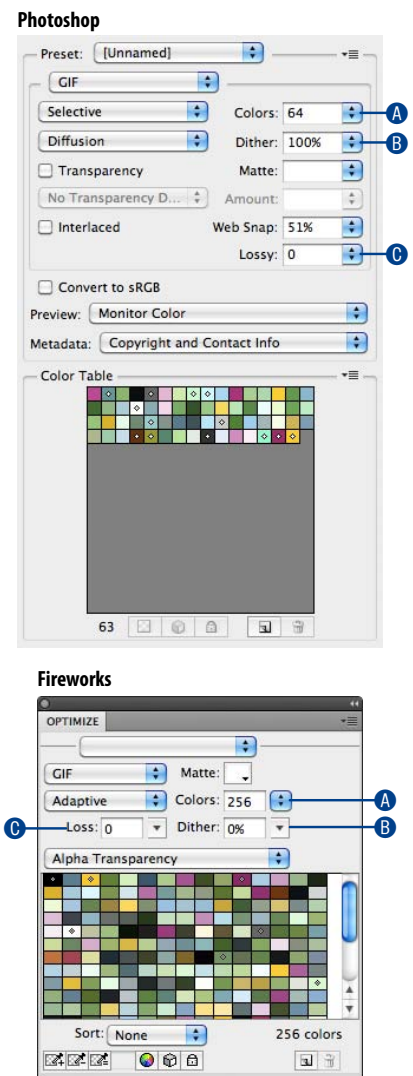 Photoshop
Preset: [Unnamed]
GIF
Selective Colors: 64 A
Diffusion Dither: 100% B
Transparency Matte:
No Transparency D... Amount:
Interlaced Web Snap: 51%
Lossy: 0 C
Convert to sRGB
Preview: Monitor Color
Metadata: Copyright and Contact Info
Color Table
63
Fireworks
OPTIMIZE
GIF Matte:
Adaptive Colors: 256 A
C Loss: 0 Dither: 0% B
Alpha Transparency
Sort: None 256 colors